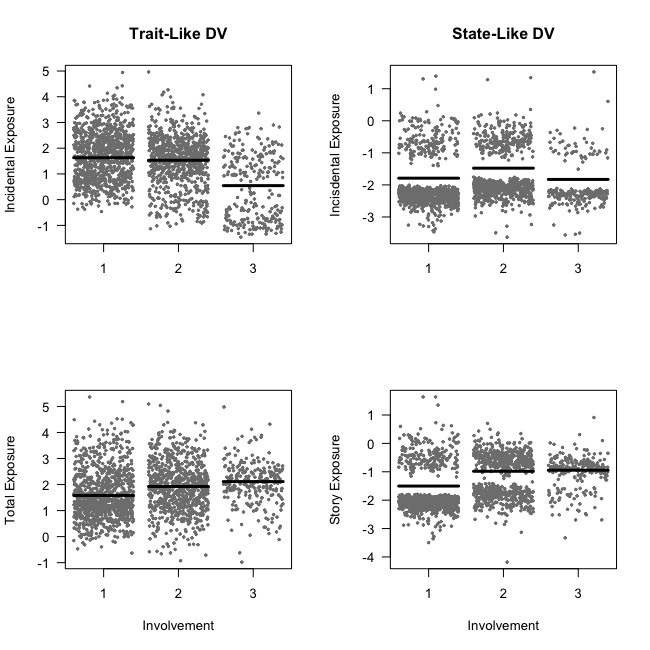 Trait-Like DV
State-Like DV
Incidental Exposure
5
4
3
2
1
0
-1
1 2 3
Incisdental Exposure
1
0
-1
-2
-3
1 2 3
Total Exposure
5
4
3
2
1
0
-1
1 2 3
Involvement
Story Exposure
1
0
-1
-2
-3
-4
1 2 3
Involvement